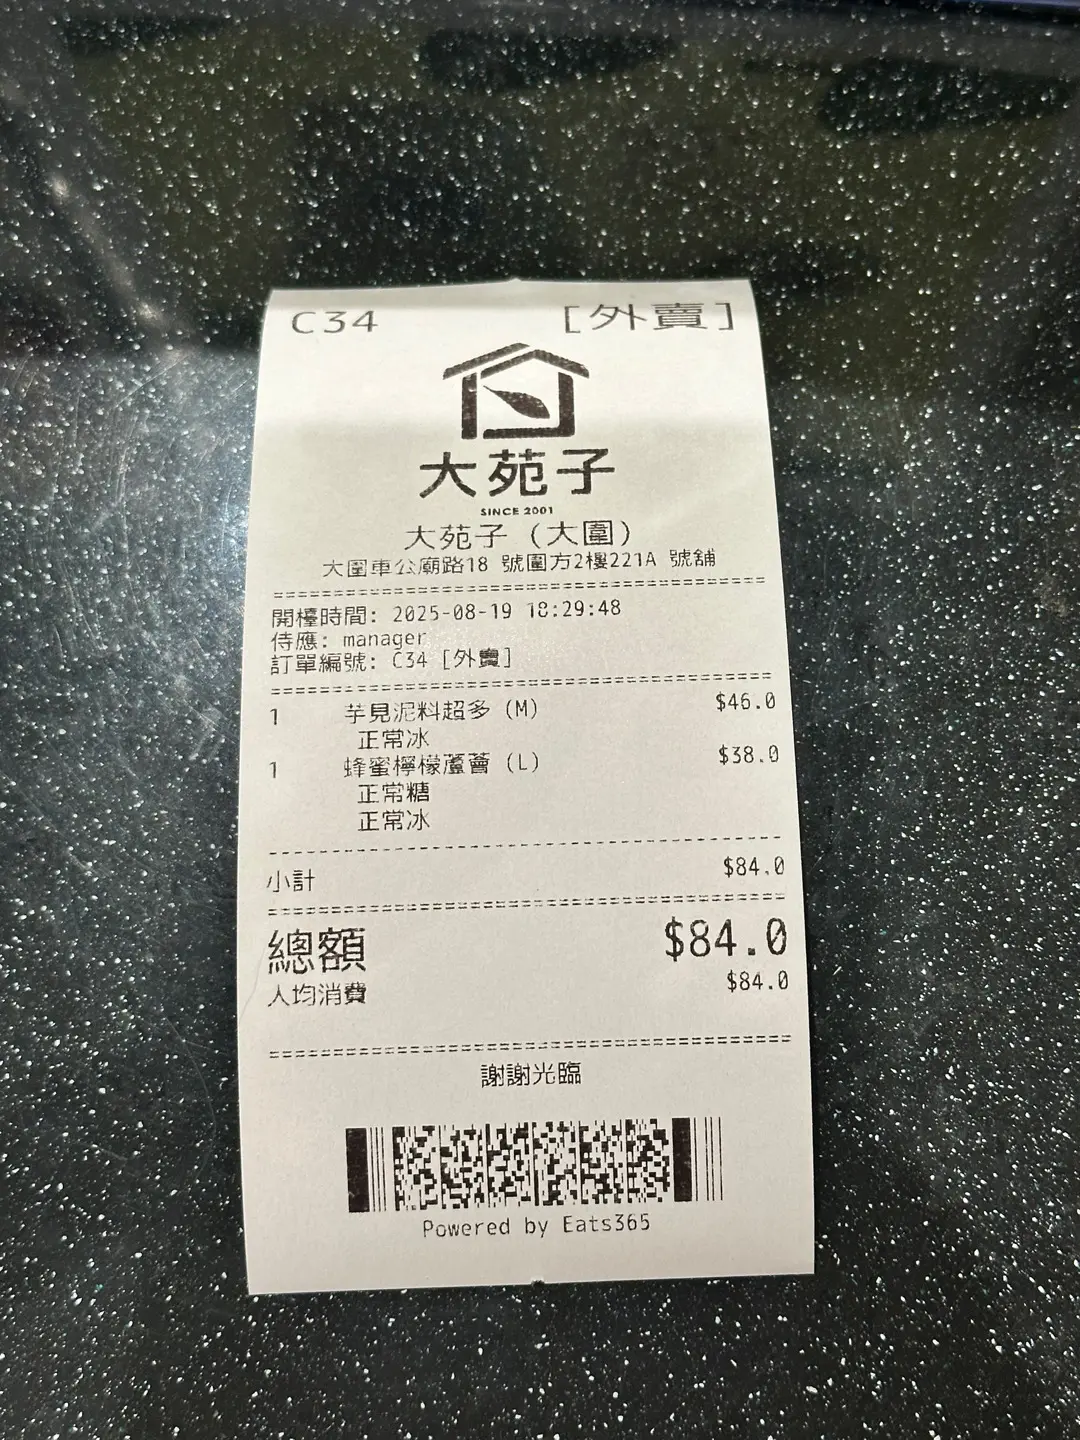 C34 [外賣]
大苑子
SINCE 2001
大苑子 (大圍)
大圍車公廟路18 號圍方2樓221A 號舖
開檯時間: 2025-08-19 18:29:48
侍應: manager
訂單編號: C34 [外賣]
1 芋見泥料超多 (M) $46.0
正常冰
1 蜂蜜檸檬蘆薈 (L) $38.0
正常糖
正常冰
小計 $84.0
總額 $84.0
人均消費 $84.0
謝謝光臨
Powered by Eats365